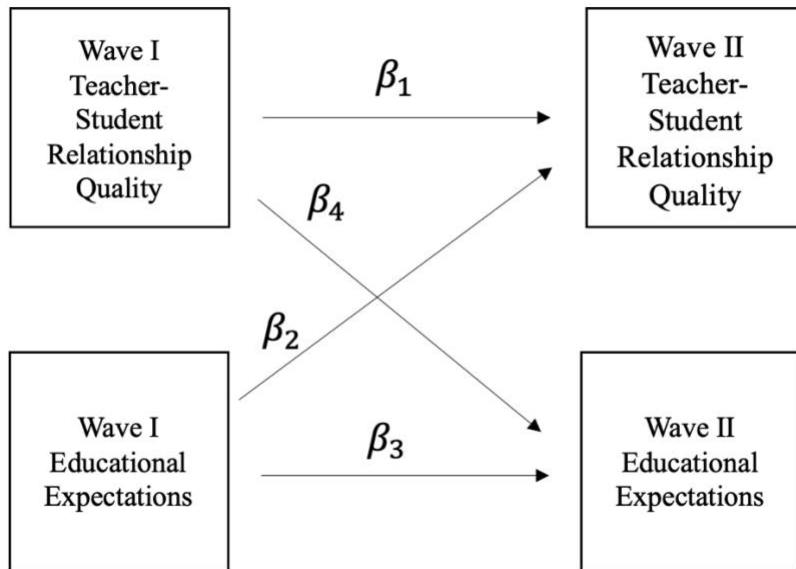 Wave I
Teacher-
Student
Relationship
Quality
β₁
Wave II
Teacher-
Student
Relationship
Quality
β₄
β₂
Wave I
Educational
Expectations
β₃
Wave II
Educational
Expectations